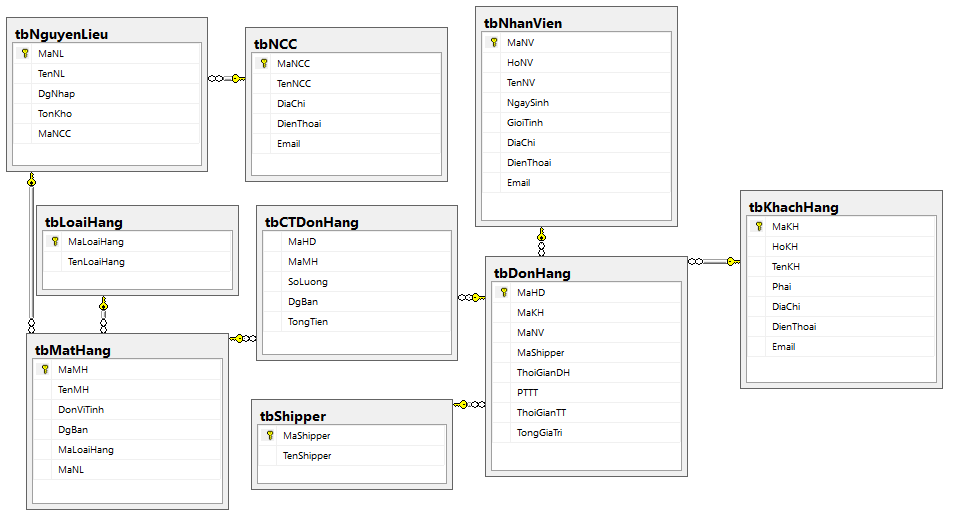 tbNguyenLieu
MaNL
TenNL
DgNhap
TonKho
MaNCC
tbNCC
MaNCC
TenNCC
DiaChi
DienThoai
Email
tbNhanVien
MaNV
HoNV
TenNV
NgaySinh
GioiTinh
DiaChi
DienThoai
Email
tbLoaiHang
MaLoaiHang
TenLoaiHang
tbCTDonHang
MaHD
MaMH
SoLuong
DgBan
TongTien
tbKhachHang
MaKH
HoKH
TenKH
Phai
DiaChi
DienThoai
Email
tbDonHang
MaHD
MaKH
MaNV
MaShipper
ThoiGianDH
PTTT
ThoiGianTT
TongGiaTri
tbMatHang
MaMH
TenMH
DonViTinh
DgBan
MaLoaiHang
MaNL
tbShipper
MaShipper
TenShipper